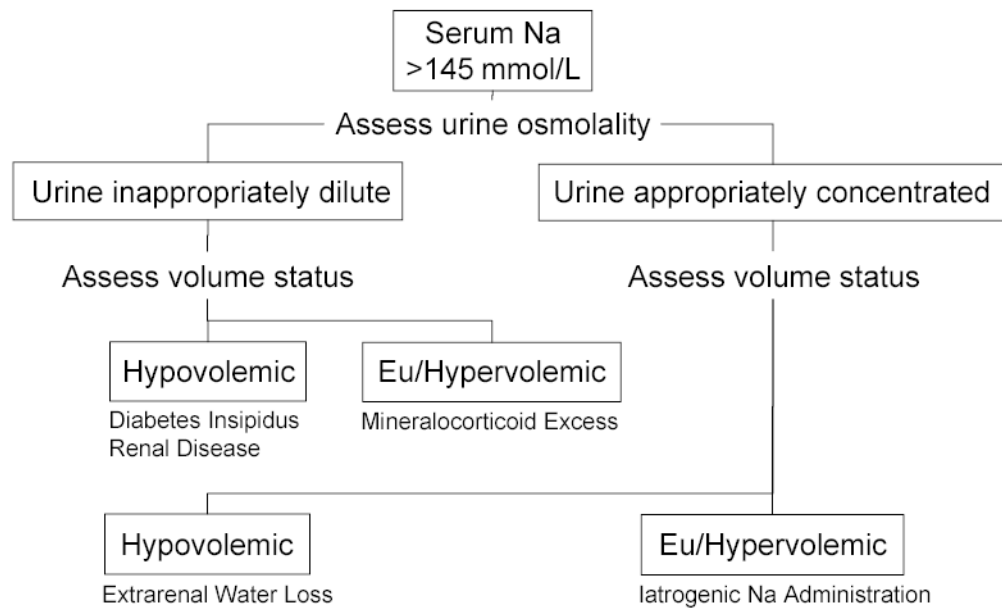 Serum Na
>145 mmol/L
Assess urine osmolality
Urine inappropriately dilute
Urine appropriately concentrated
Assess volume status
Assess volume status
Hypovolemic
Eu/Hypervolemic
Diabetes Insipidus
Renal Disease
Mineralocorticoid Excess
Hypovolemic
Eu/Hypervolemic
Extrarenal Water Loss
Iatrogenic Na Administration